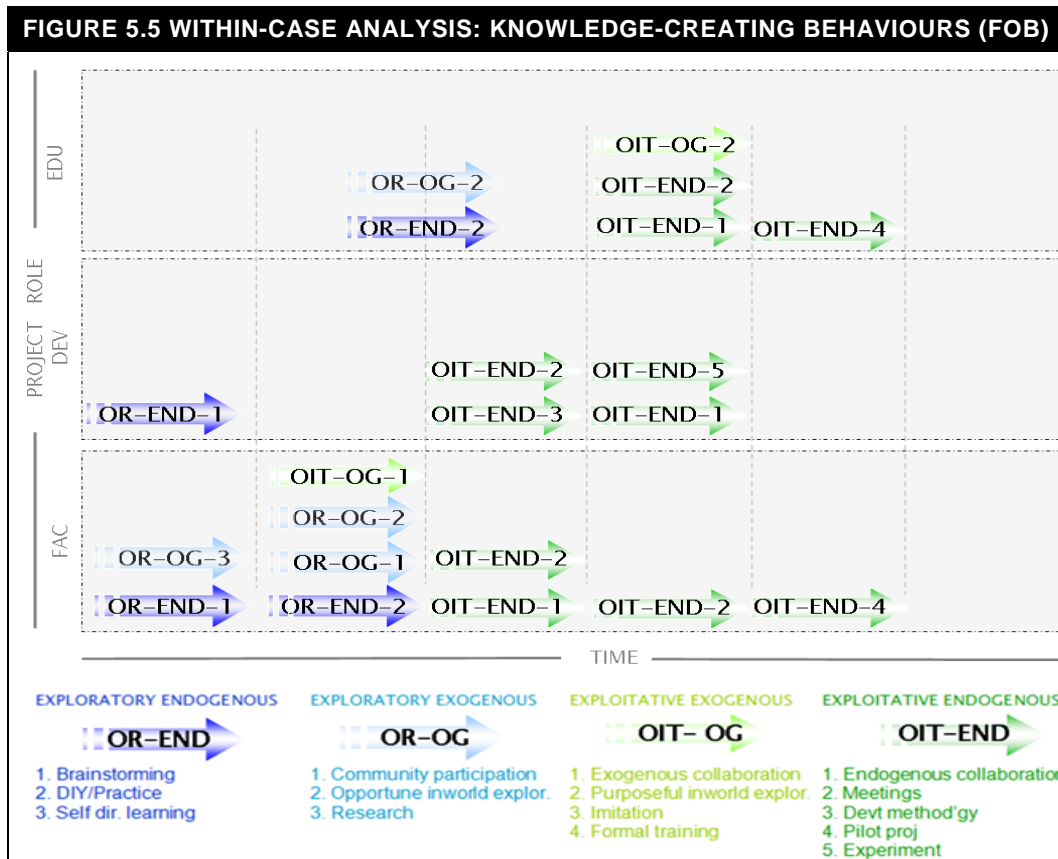 FIGURE 5.5 WITHIN-CASE ANALYSIS: KNOWLEDGE-CREATING BEHAVIOURS (FOB)
EDU
OIT-OG-2
OR-OG-2
OIT-END-2
OR-END-2
OIT-END-1
OIT-END-4
PROJECT ROLE
DEV
OIT-END-2
OIT-END-5
OR-END-1
OIT-END-3
OIT-END-1
FAC
OIT-OG-1
OR-OG-2
OR-OG-3
OR-OG-1
OIT-END-2
OR-END-1
OR-END-2
OIT-END-1
OIT-END-2
OIT-END-4
TIME
EXPLORATORY ENDOGENOUS
OR-END
1. Brainstorming
2. DIY/Practice
3. Self dir. learning
EXPLORATORY EXOGENOUS
OR-OG
1. Community participation
2. Opportune inworld explor.
3. Research
EXPLOITATIVE EXOGENOUS
OIT- OG
1. Exogenous collaboration
2. Purposeful inworld explor.
3. Imitation
4. Formal training
EXPLOITATIVE ENDOGENOUS
OIT-END
1. Endogenous collaboration
2. Meetings
3. Devt method'gy
4. Pilot proj
5. Experiment